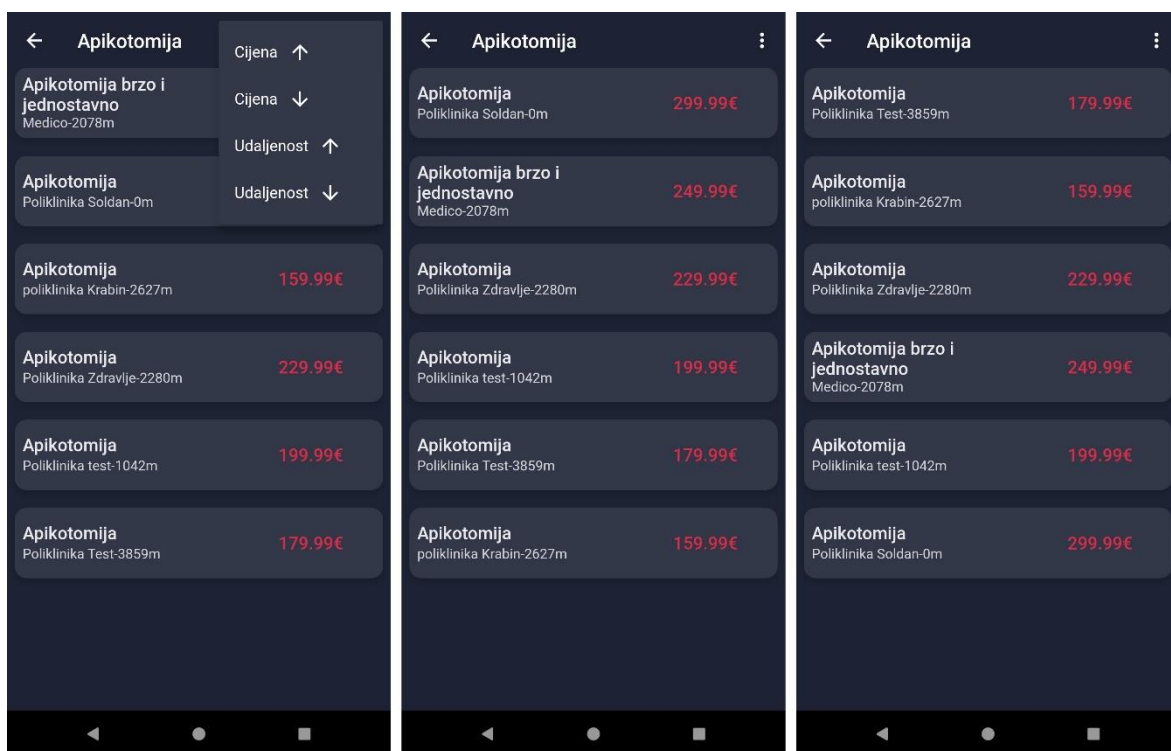 Apikotomija
Cijena ↑
Cijena ↓
Udaljenost ↑
Udaljenost ↓
Apikotomija brzo i
jednostavno
Medico-2078m
Apikotomija
Poliklinika Soldan-0m
Apikotomija
poliklinika Krabin-2627m
159.99€
Apikotomija
Poliklinika Zdravlje-2280m
229.99€
Apikotomija
Poliklinika test-1042m
199.99€
Apikotomija
Poliklinika Test-3859m
179.99€
Apikotomija
Apikotomija
Poliklinika Soldan-0m
299.99€
Apikotomija brzo i
jednostavno
Medico-2078m
249.99€
Apikotomija
Poliklinika Zdravlje-2280m
229.99€
Apikotomija
Poliklinika test-1042m
199.99€
Apikotomija
Poliklinika Test-3859m
179.99€
Apikotomija
poliklinika Krabin-2627m
159.99€
Apikotomija
Apikotomija
Poliklinika Test-3859m
179.99€
Apikotomija
poliklinika Krabin-2627m
159.99€
Apikotomija
Poliklinika Zdravlje-2280m
229.99€
Apikotomija brzo i
jednostavno
Medico-2078m
249.99€
Apikotomija
Poliklinika test-1042m
199.99€
Apikotomija
Poliklinika Soldan-0m
299.99€